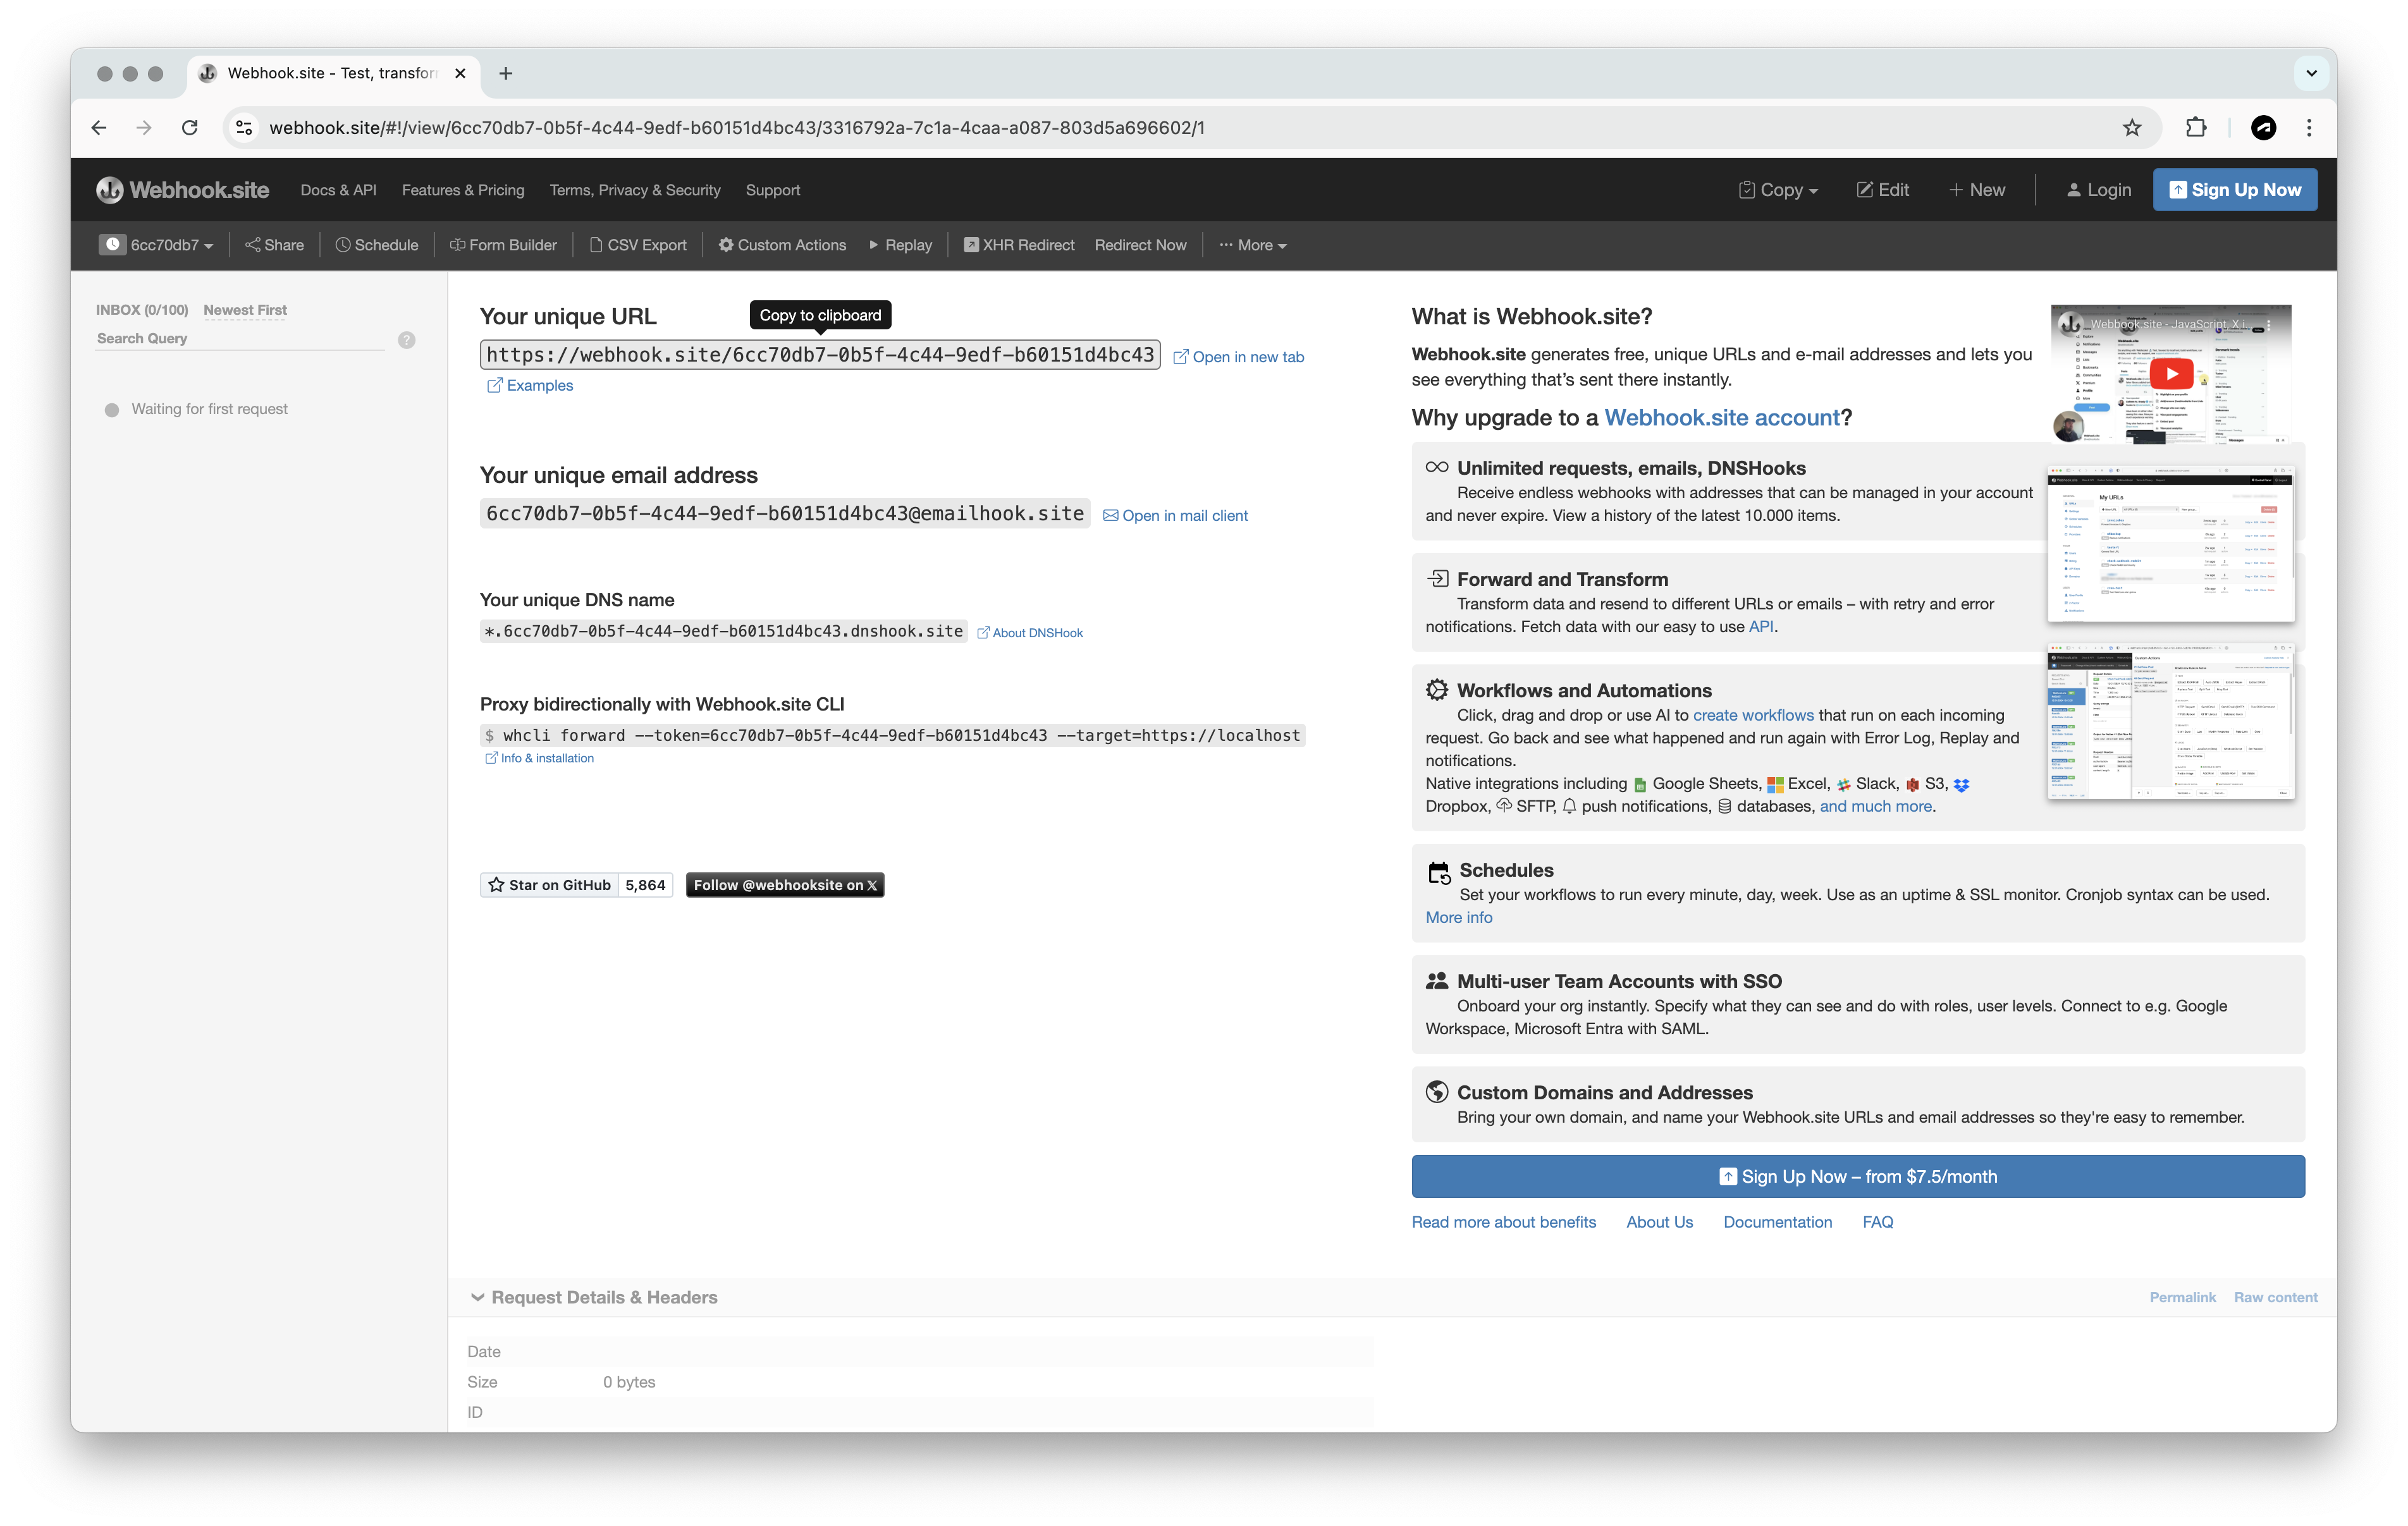 Webhook.site - Test, transfor
webhook.site/#!/view/6cc70db7-0b5f-4c44-9edf-b60151d4bc43/3316792a-7c1a-4caa-a087-803d5a696602/1
Webhook.site Docs & API Features & Pricing Terms, Privacy & Security Support Copy Edit New Login Sign Up Now
6cc70db7 Share Schedule Form Builder CSV Export Custom Actions Replay XHR Redirect Redirect Now ... More
INBOX (0/100) Newest First
Search Query ?
Waiting for first request
Your unique URL
Copy to clipboard
https://webhook.site/6cc70db7-0b5f-4c44-9edf-b60151d4bc43 Open in new tab
Examples
Your unique email address
6cc70db7-0b5f-4c44-9edf-b60151d4bc43@emailhook.site Open in mail client
Your unique DNS name
*.6cc70db7-0b5f-4c44-9edf-b60151d4bc43.dnshook.site About DNSHook
Proxy bidirectionally with Webhook.site CLI
$ whcli forward --token=6cc70db7-0b5f-4c44-9edf-b60151d4bc43 --target=https://localhost
Info & installation
Star on GitHub 5,864 Follow @webhooksite on X
What is Webhook.site?
Webhook.site generates free, unique URLs and e-mail addresses and lets you
see everything that's sent there instantly.
Webhook.site - JavaScript, X i...
Why upgrade to a Webhook.site account?
Unlimited requests, emails, DNSHooks
Receive endless webhooks with addresses that can be managed in your account
and never expire. View a history of the latest 10.000 items.
My URLs
Forward and Transform
Transform data and resend to different URLs or emails – with retry and error
notifications. Fetch data with our easy to use API.
Workflows and Automations
Click, drag and drop or use AI to create workflows that run on each incoming
request. Go back and see what happened and run again with Error Log, Replay and
notifications.
Native integrations including Google Sheets, Excel, Slack, S3,
Dropbox, SFTP, push notifications, databases, and much more.
Schedules
Set your workflows to run every minute, day, week. Use as an uptime & SSL monitor. Cronjob syntax can be used.
More info
Multi-user Team Accounts with SSO
Onboard your org instantly. Specify what they can see and do with roles, user levels. Connect to e.g. Google
Workspace, Microsoft Entra with SAML.
Custom Domains and Addresses
Bring your own domain, and name your Webhook.site URLs and email addresses so they're easy to remember.
Sign Up Now – from $7.5/month
Read more about benefits About Us Documentation FAQ
Request Details & Headers Permalink Raw content
Date
Size 0 bytes
ID